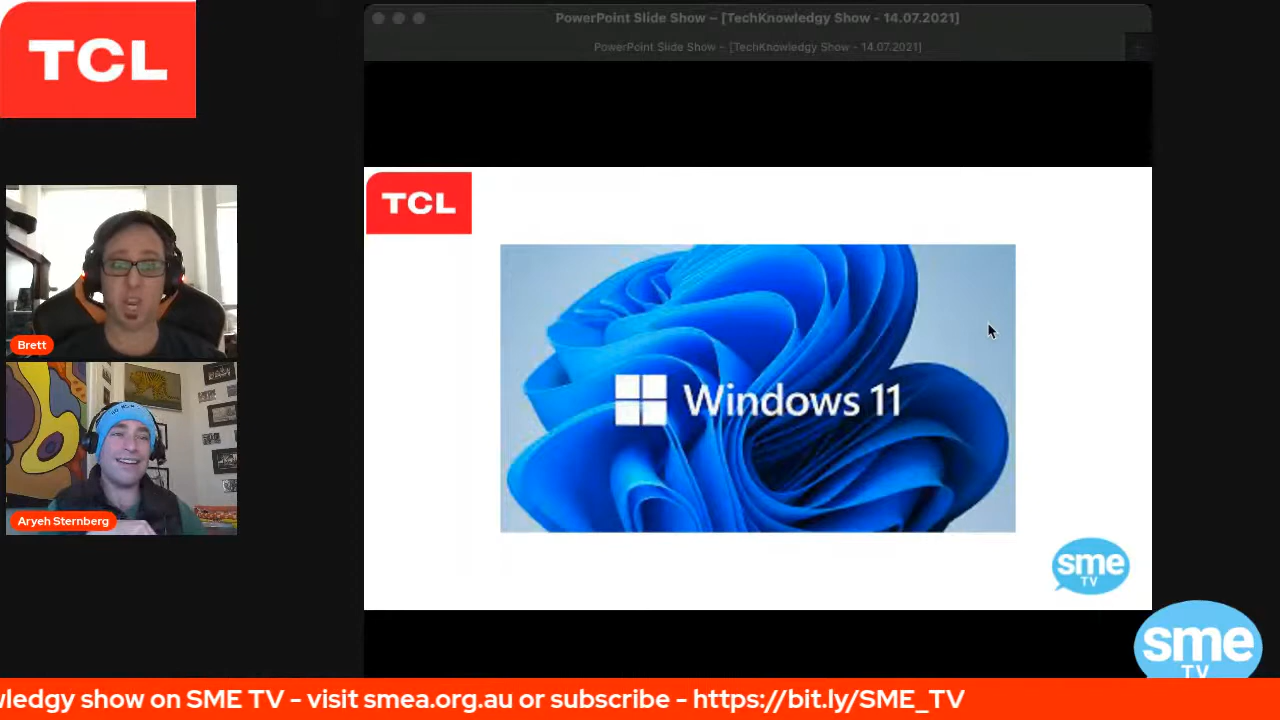 TCL
PowerPoint Slide Show – [TechKnowledgy Show - 14.07.2021]
PowerPoint Slide Show – [TechKnowledgy Show - 14.07.2021]
TCL
Windows 11
Brett
Aryeh Sternberg
sme
TV
sme
TV
wledgy show on SME TV - visit smea.org.au or subscribe - https://bit.ly/SME_TV